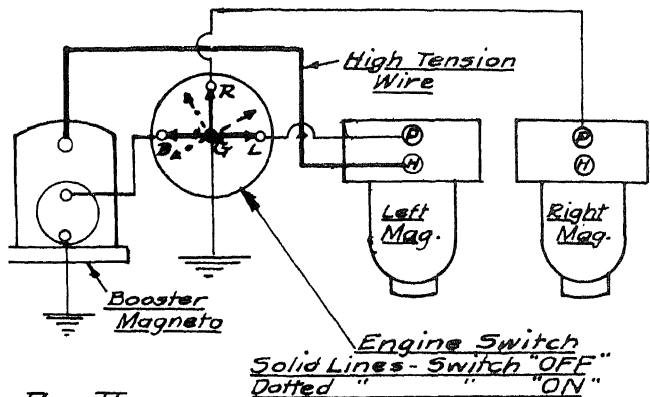 High Tension
Wire
R
B
G
L
P
H
P
H
Left
Mag.
Right
Mag.
Booster
Magneto
Engine Switch
Solid Lines - Switch "OFF"
Dotted " " "ON"